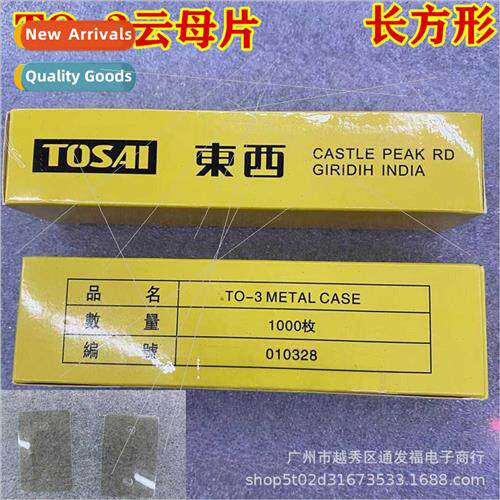 TO-3云母片 长方形
New Arrivals
Quality Goods
TOSAI 東西 CASTLE PEAK RD
GIRIDIH INDIA
品 名 TO-3 METAL CASE
數 量 1000枚
編 號 010328
广州市越秀区通发福电子商行
shop5t02d31673533.1688.com